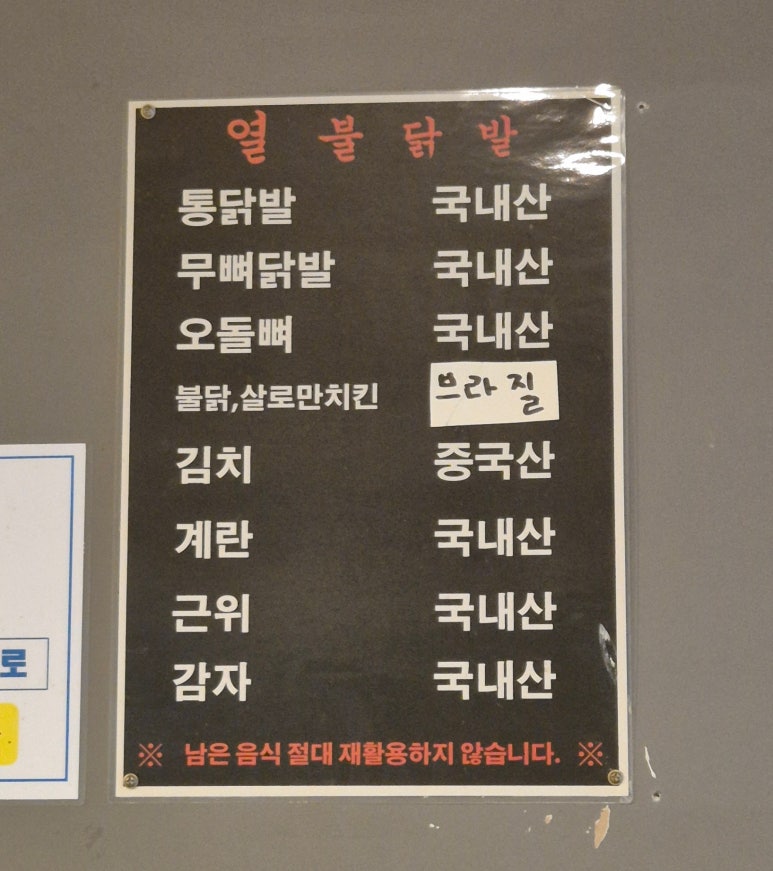 열 불 닭 발
통닭발 국내산
무뼈닭발 국내산
오돌뼈 국내산
불닭,살로만치킨 브라질
김치 중국산
계란 국내산
근위 국내산
감자 국내산
※ 남은 음식 절대 재활용하지 않습니다. ※
로